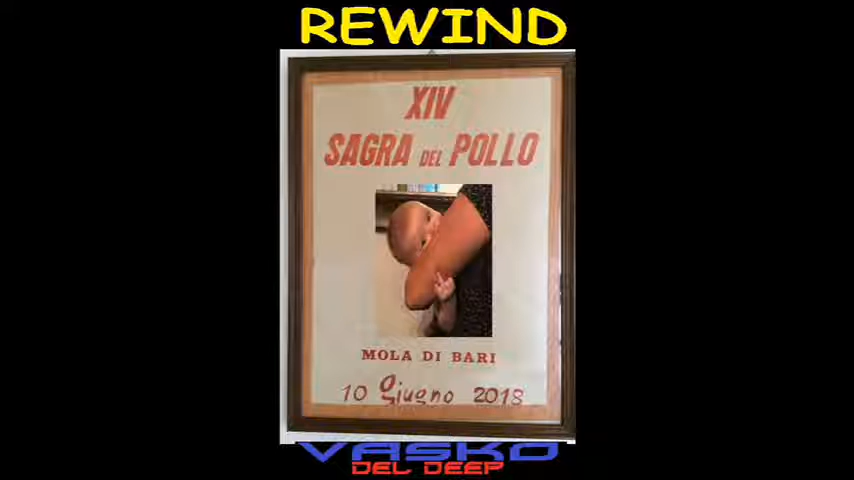 REWIND
XIV
SAGRA DEL POLLO
MOLA DI BARI
10 Giugno 2018
VASKO
DEL DEEP